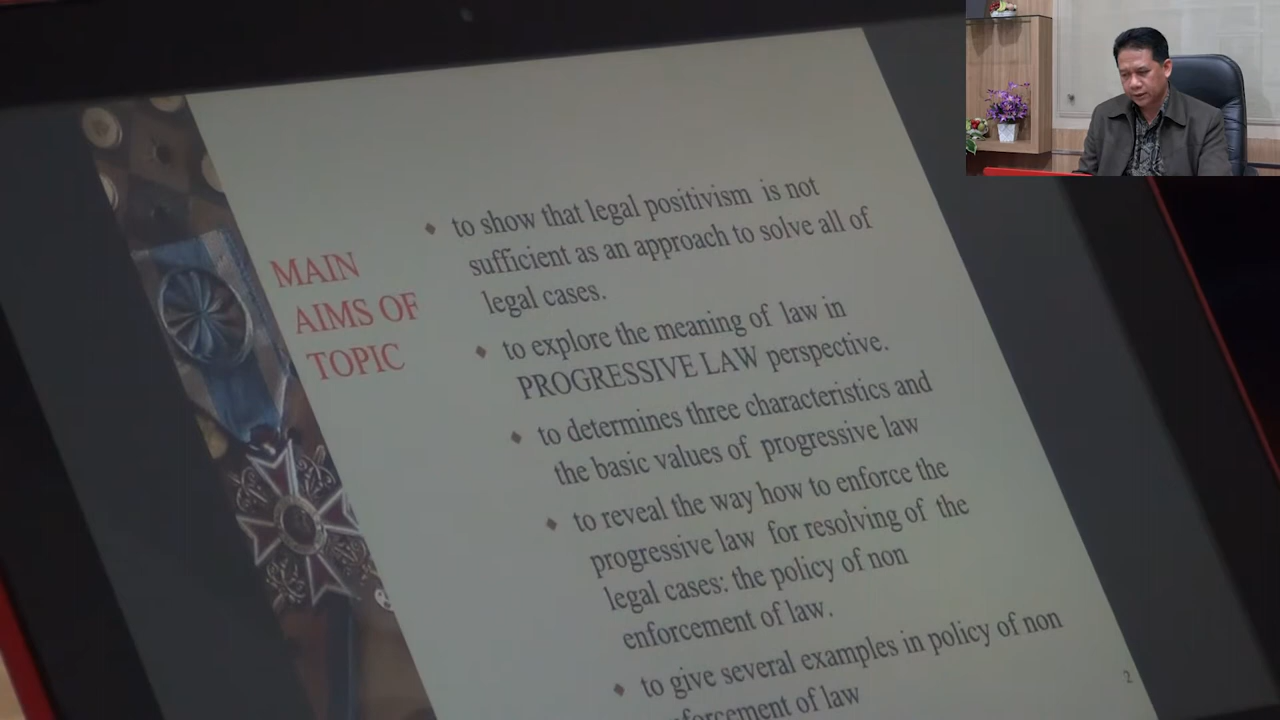 MAIN
AIMS OF
TOPIC
to show that legal positivism is not
sufficient as an approach to solve all of
legal cases.
to explore the meaning of law in
PROGRESSIVE LAW perspective.
to determines three characteristics and
the basic values of progressive law
to reveal the way how to enforce the
progressive law for resolving of the
legal cases: the policy of non
enforcement of law.
to give several examples in policy of non
enforcement of law
2